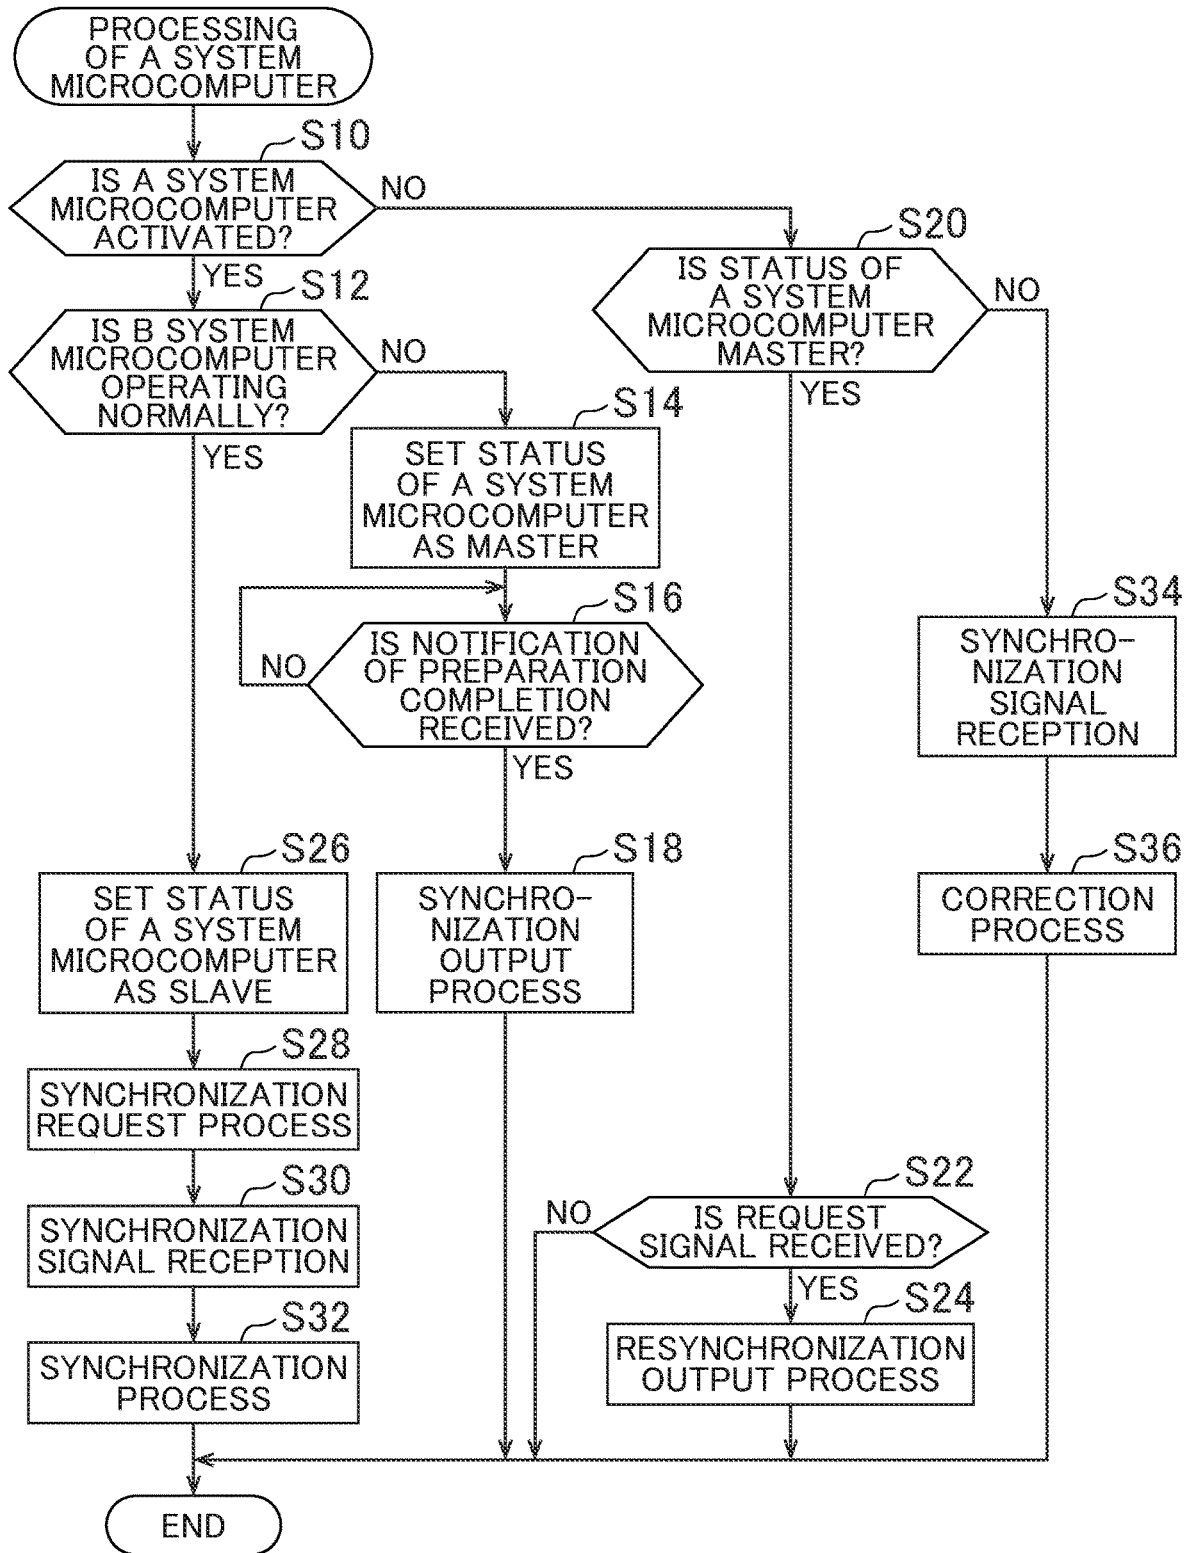 PROCESSING
OF A SYSTEM
MICROCOMPUTER
S10
IS A SYSTEM
MICROCOMPUTER
ACTIVATED?
NO
YES
S12
IS B SYSTEM
MICROCOMPUTER
OPERATING
NORMALLY?
NO
YES
S14
SET STATUS
OF A SYSTEM
MICROCOMPUTER
AS MASTER
S16
IS NOTIFICATION
OF PREPARATION
COMPLETION
RECEIVED?
NO
YES
S18
SYNCHRO-
NIZATION
OUTPUT
PROCESS
S20
IS STATUS OF
A SYSTEM
MICROCOMPUTER
MASTER?
NO
YES
S34
SYNCHRO-
NIZATION
SIGNAL
RECEPTION
S36
CORRECTION
PROCESS
S26
SET STATUS
OF A SYSTEM
MICROCOMPUTER
AS SLAVE
S28
SYNCHRONIZATION
REQUEST PROCESS
S30
SYNCHRONIZATION
SIGNAL RECEPTION
S32
SYNCHRONIZATION
PROCESS
S22
IS REQUEST
SIGNAL RECEIVED?
NO
YES
S24
RESYNCHRONIZATION
OUTPUT PROCESS
END